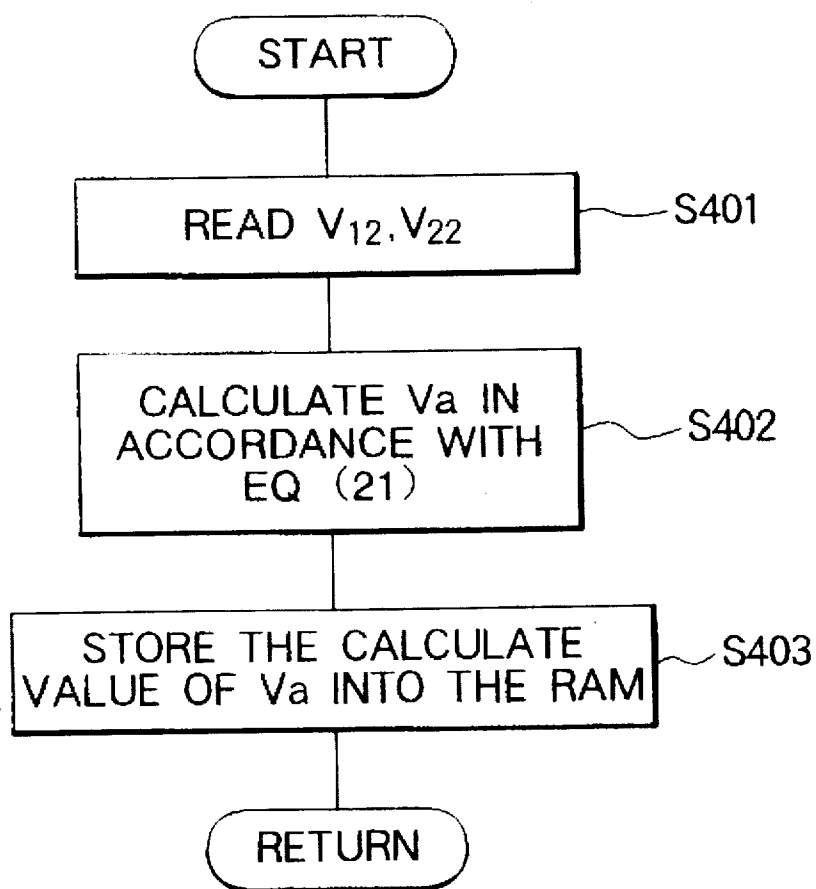 START
READ V12,V22
S401
CALCULATE Va IN
ACCORDANCE WITH
EQ (21)
S402
STORE THE CALCULATE
VALUE OF Va INTO THE RAM
S403
RETURN